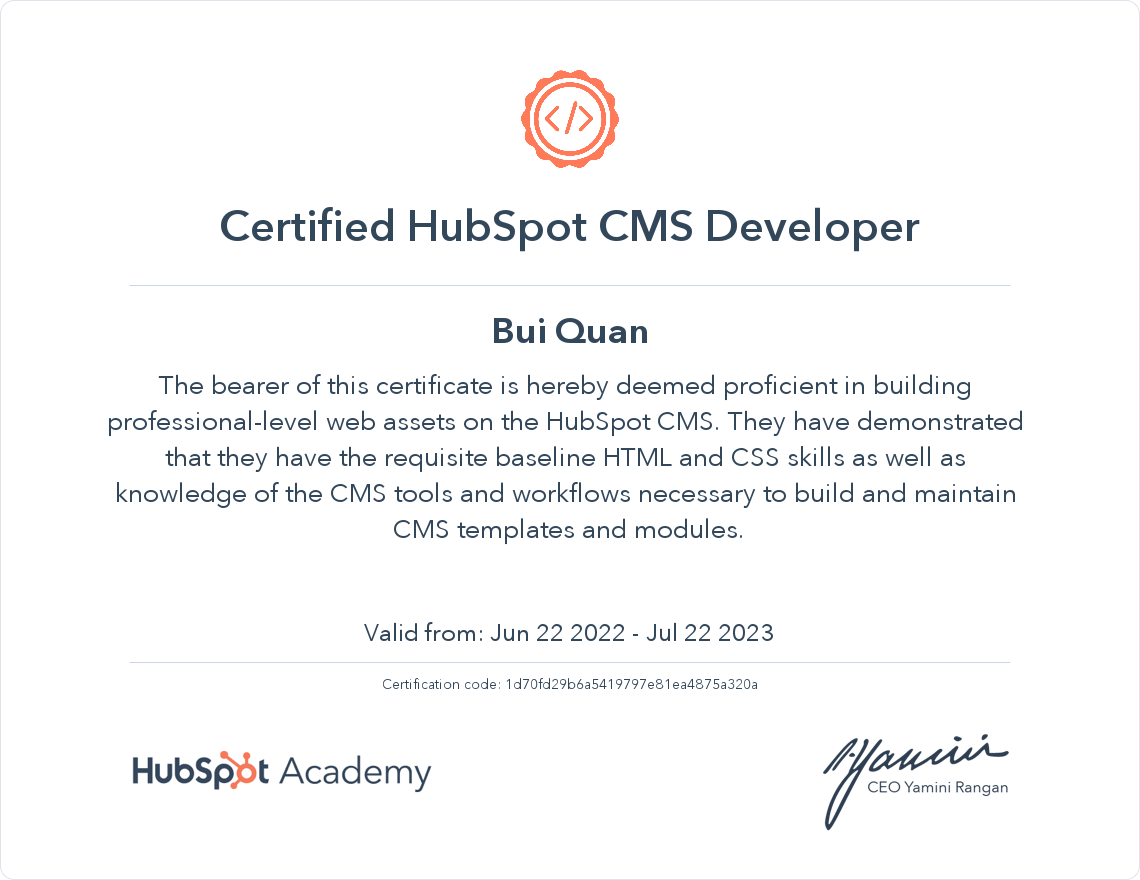 </>
Certified HubSpot CMS Developer
Bui Quan
The bearer of this certificate is hereby deemed proficient in building
professional-level web assets on the HubSpot CMS. They have demonstrated
that they have the requisite baseline HTML and CSS skills as well as
knowledge of the CMS tools and workflows necessary to build and maintain
CMS templates and modules.
Valid from: Jun 22 2022 - Jul 22 2023
Certification code: 1d70fd29b6a5419797e81ea4875a320a
HubSpot Academy
CEO Yamini Rangan